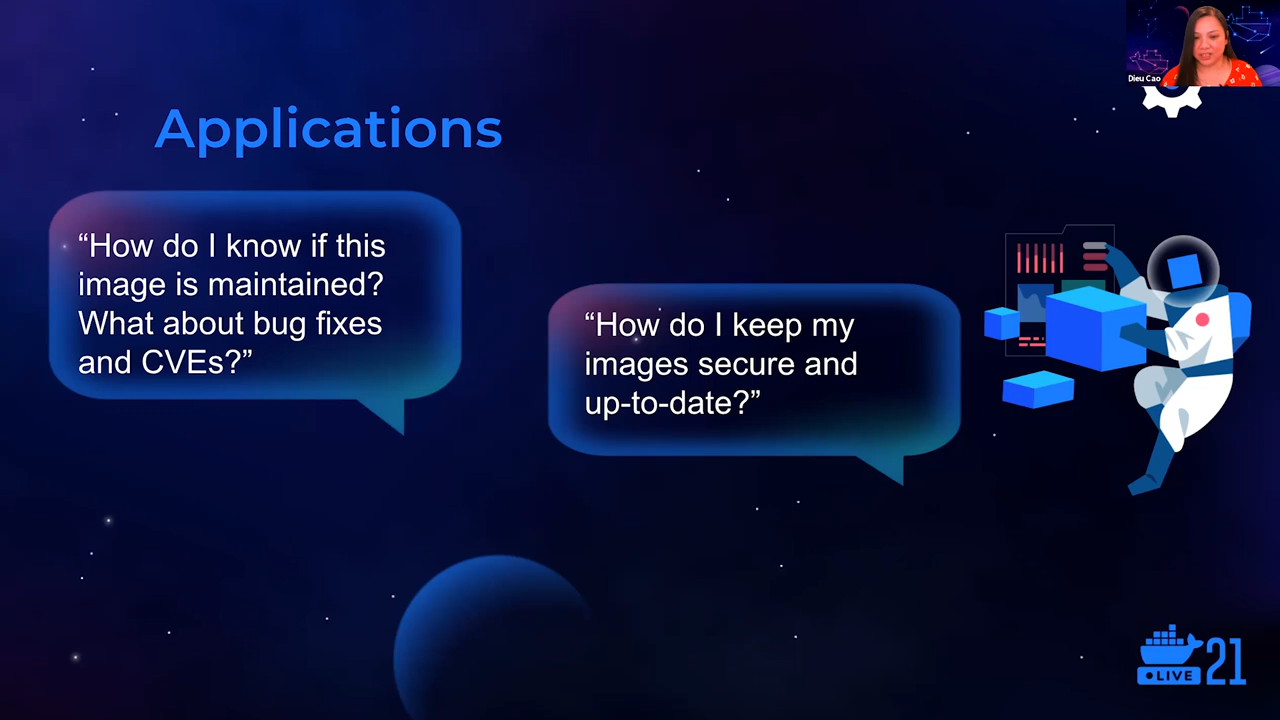 Dieu Cao
Applications
“How do I know if this
image is maintained?
What about bug fixes
and CVEs?”
“How do I keep my
images secure and
up-to-date?”
LIVE 21